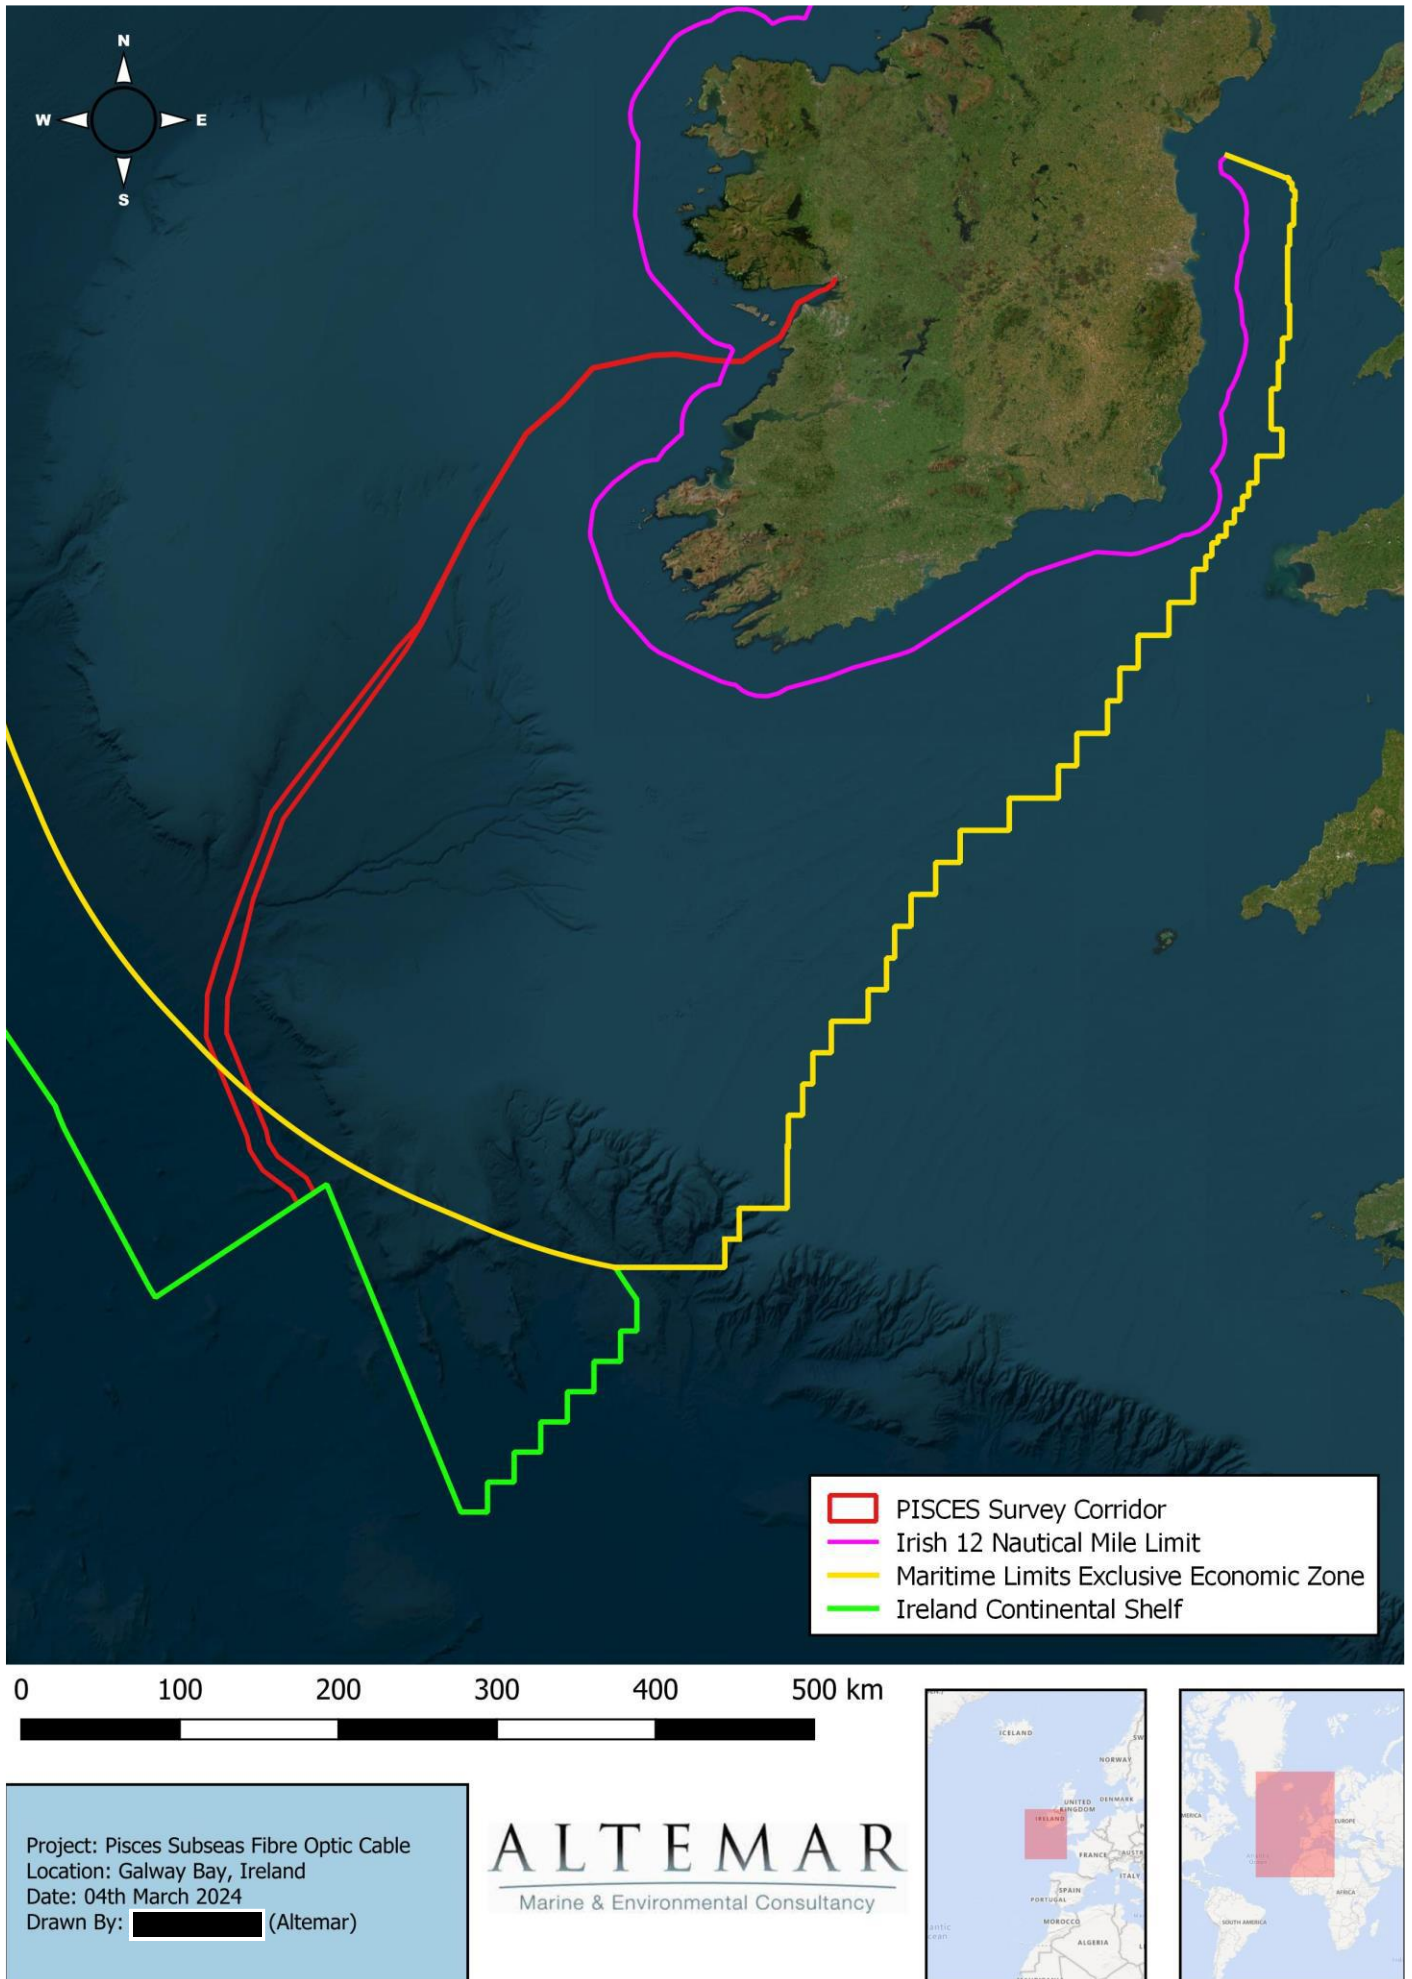 N
W E
S
PISCES Survey Corridor
Irish 12 Nautical Mile Limit
Maritime Limits Exclusive Economic Zone
Ireland Continental Shelf
0 100 200 300 400 500 km
Project: Pisces Subseas Fibre Optic Cable
Location: Galway Bay, Ireland
Date: 04th March 2024
Drawn By: (Altemar)
ALTEMAR
Marine & Environmental Consultancy
ICELAND
NORWAY
UNITED
KINGDOM
DENMARK
IRELAND
FRANCE
ITALY
SPAIN
PORTUGAL
MOROCCO
ALGERIA
EUROPE
AFRICA
SOUTH AMERICA